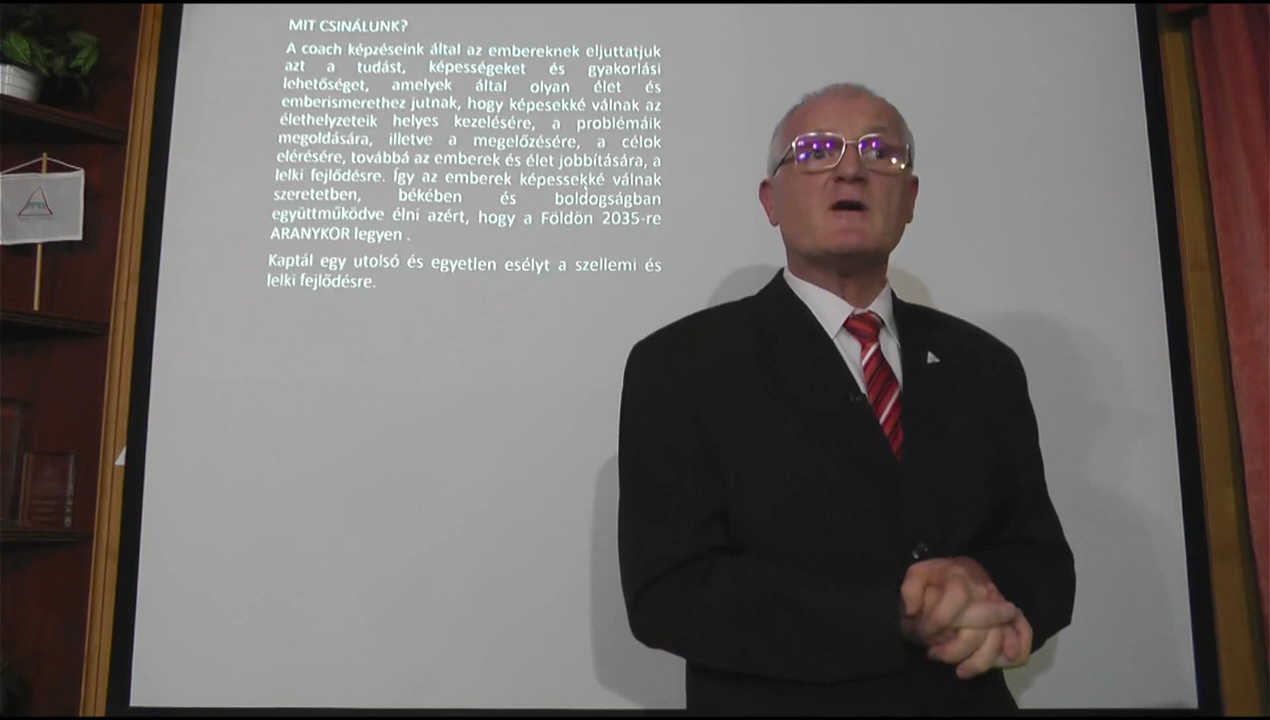 MIT CSINÁLUNK?
A coach képzéseink által az embereknek eljuttatjuk
azt a tudást, képességeket és gyakorlási
lehetőséget, amelyek által olyan élet és
emberismerethez jutnak, hogy képesekké válnak az
élethelyzeteik helyes kezelésére, a problémáik
megoldására, illetve a megelőzésére, a célok
elérésére, továbbá az emberek és élet jobbítására, a
lelki fejlődésre. Így az emberek képessekké válnak
szeretetben, békében és boldogságban
együttműködve élni azért, hogy a Földön 2035-re
ARANYKOR legyen .
Kaptál egy utolsó és egyetlen esélyt a szellemi és
lelki fejlődésre.